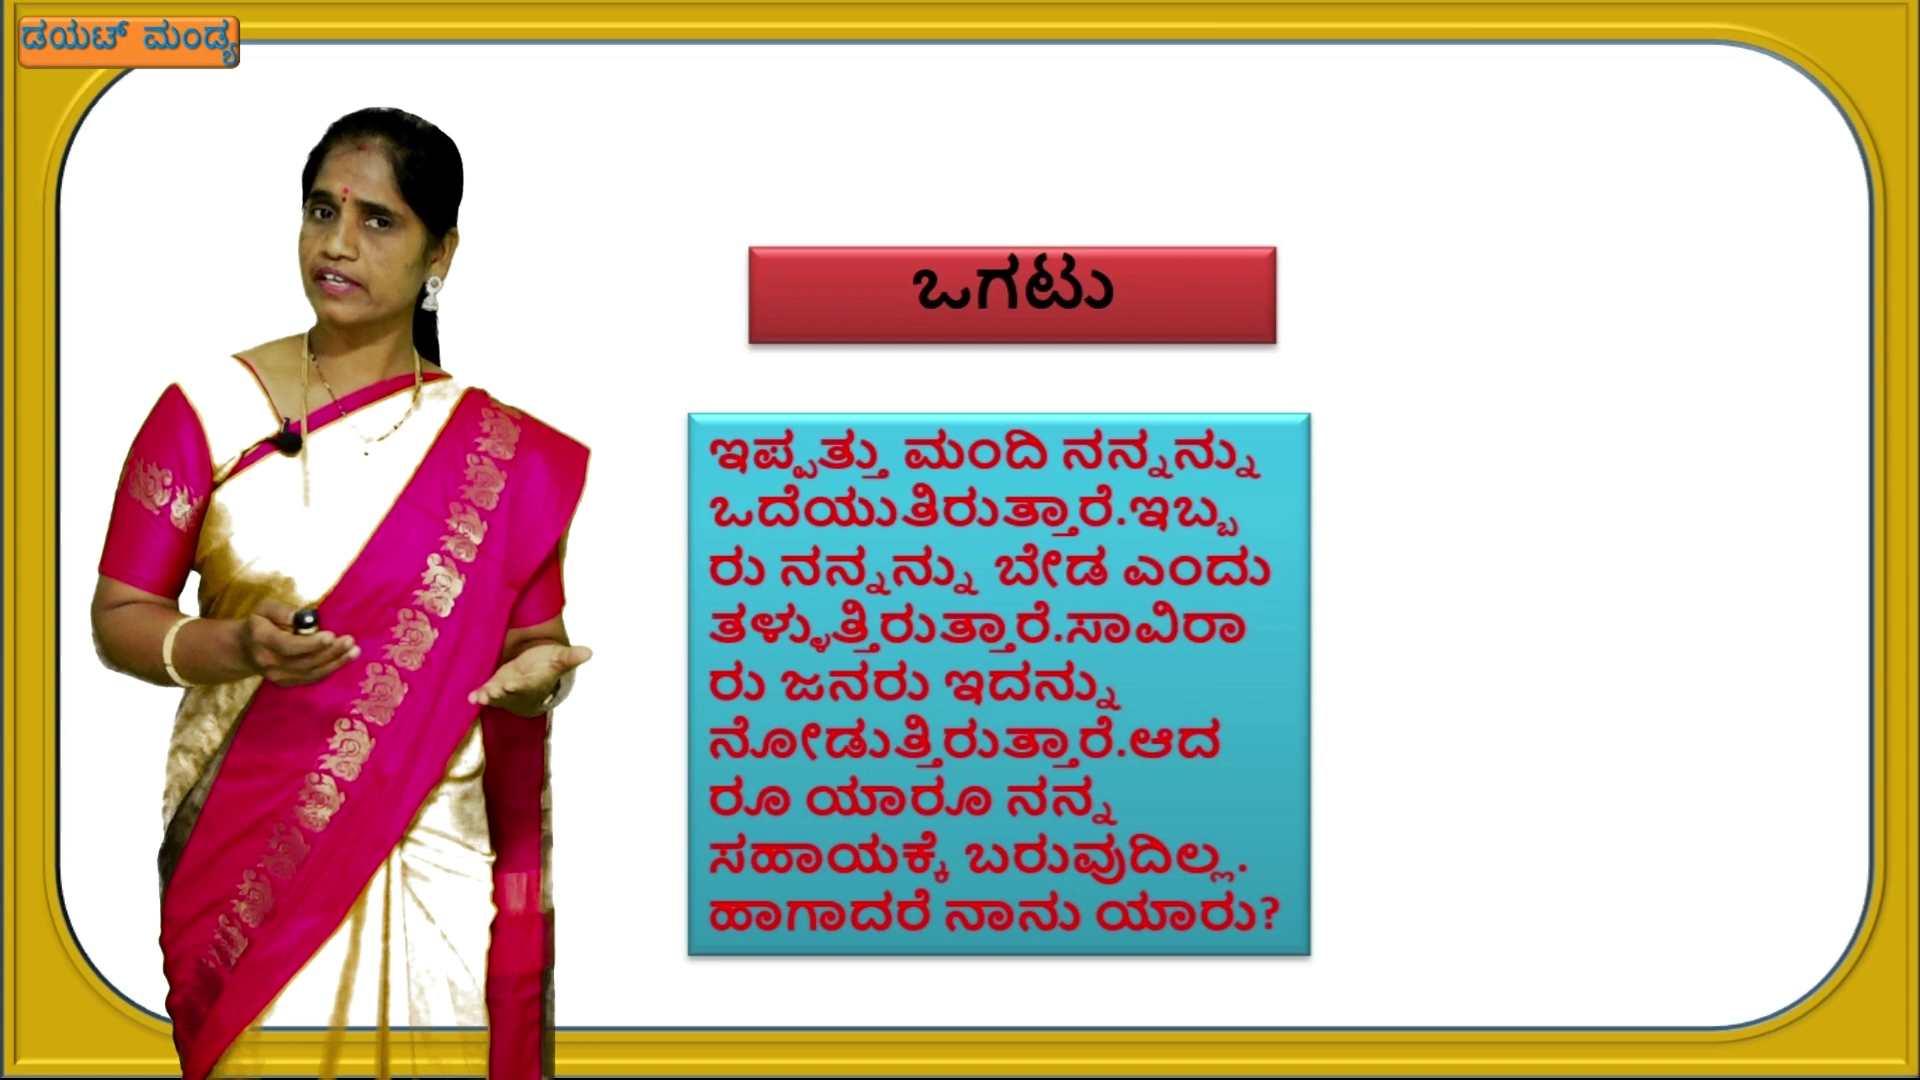 ಡಯಟ್ ಮಂಡ್ಯ
ಒಗಟು
ಇಪ್ಪತ್ತು ಮಂದಿ ನನ್ನನ್ನು
ಒದೆಯುತಿರುತ್ತಾರೆ.ಇಬ್ಬ
ರು ನನ್ನನ್ನು ಬೇಡ ಎಂದು
ತಳ್ಳುತ್ತಿರುತ್ತಾರೆ.ಸಾವಿರಾ
ರು ಜನರು ಇದನ್ನು
ನೋಡುತ್ತಿರುತ್ತಾರೆ.ಆದ
ರೂ ಯಾರೂ ನನ್ನ
ಸಹಾಯಕ್ಕೆ ಬರುವುದಿಲ್ಲ.
ಹಾಗಾದರೆ ನಾನು ಯಾರು?